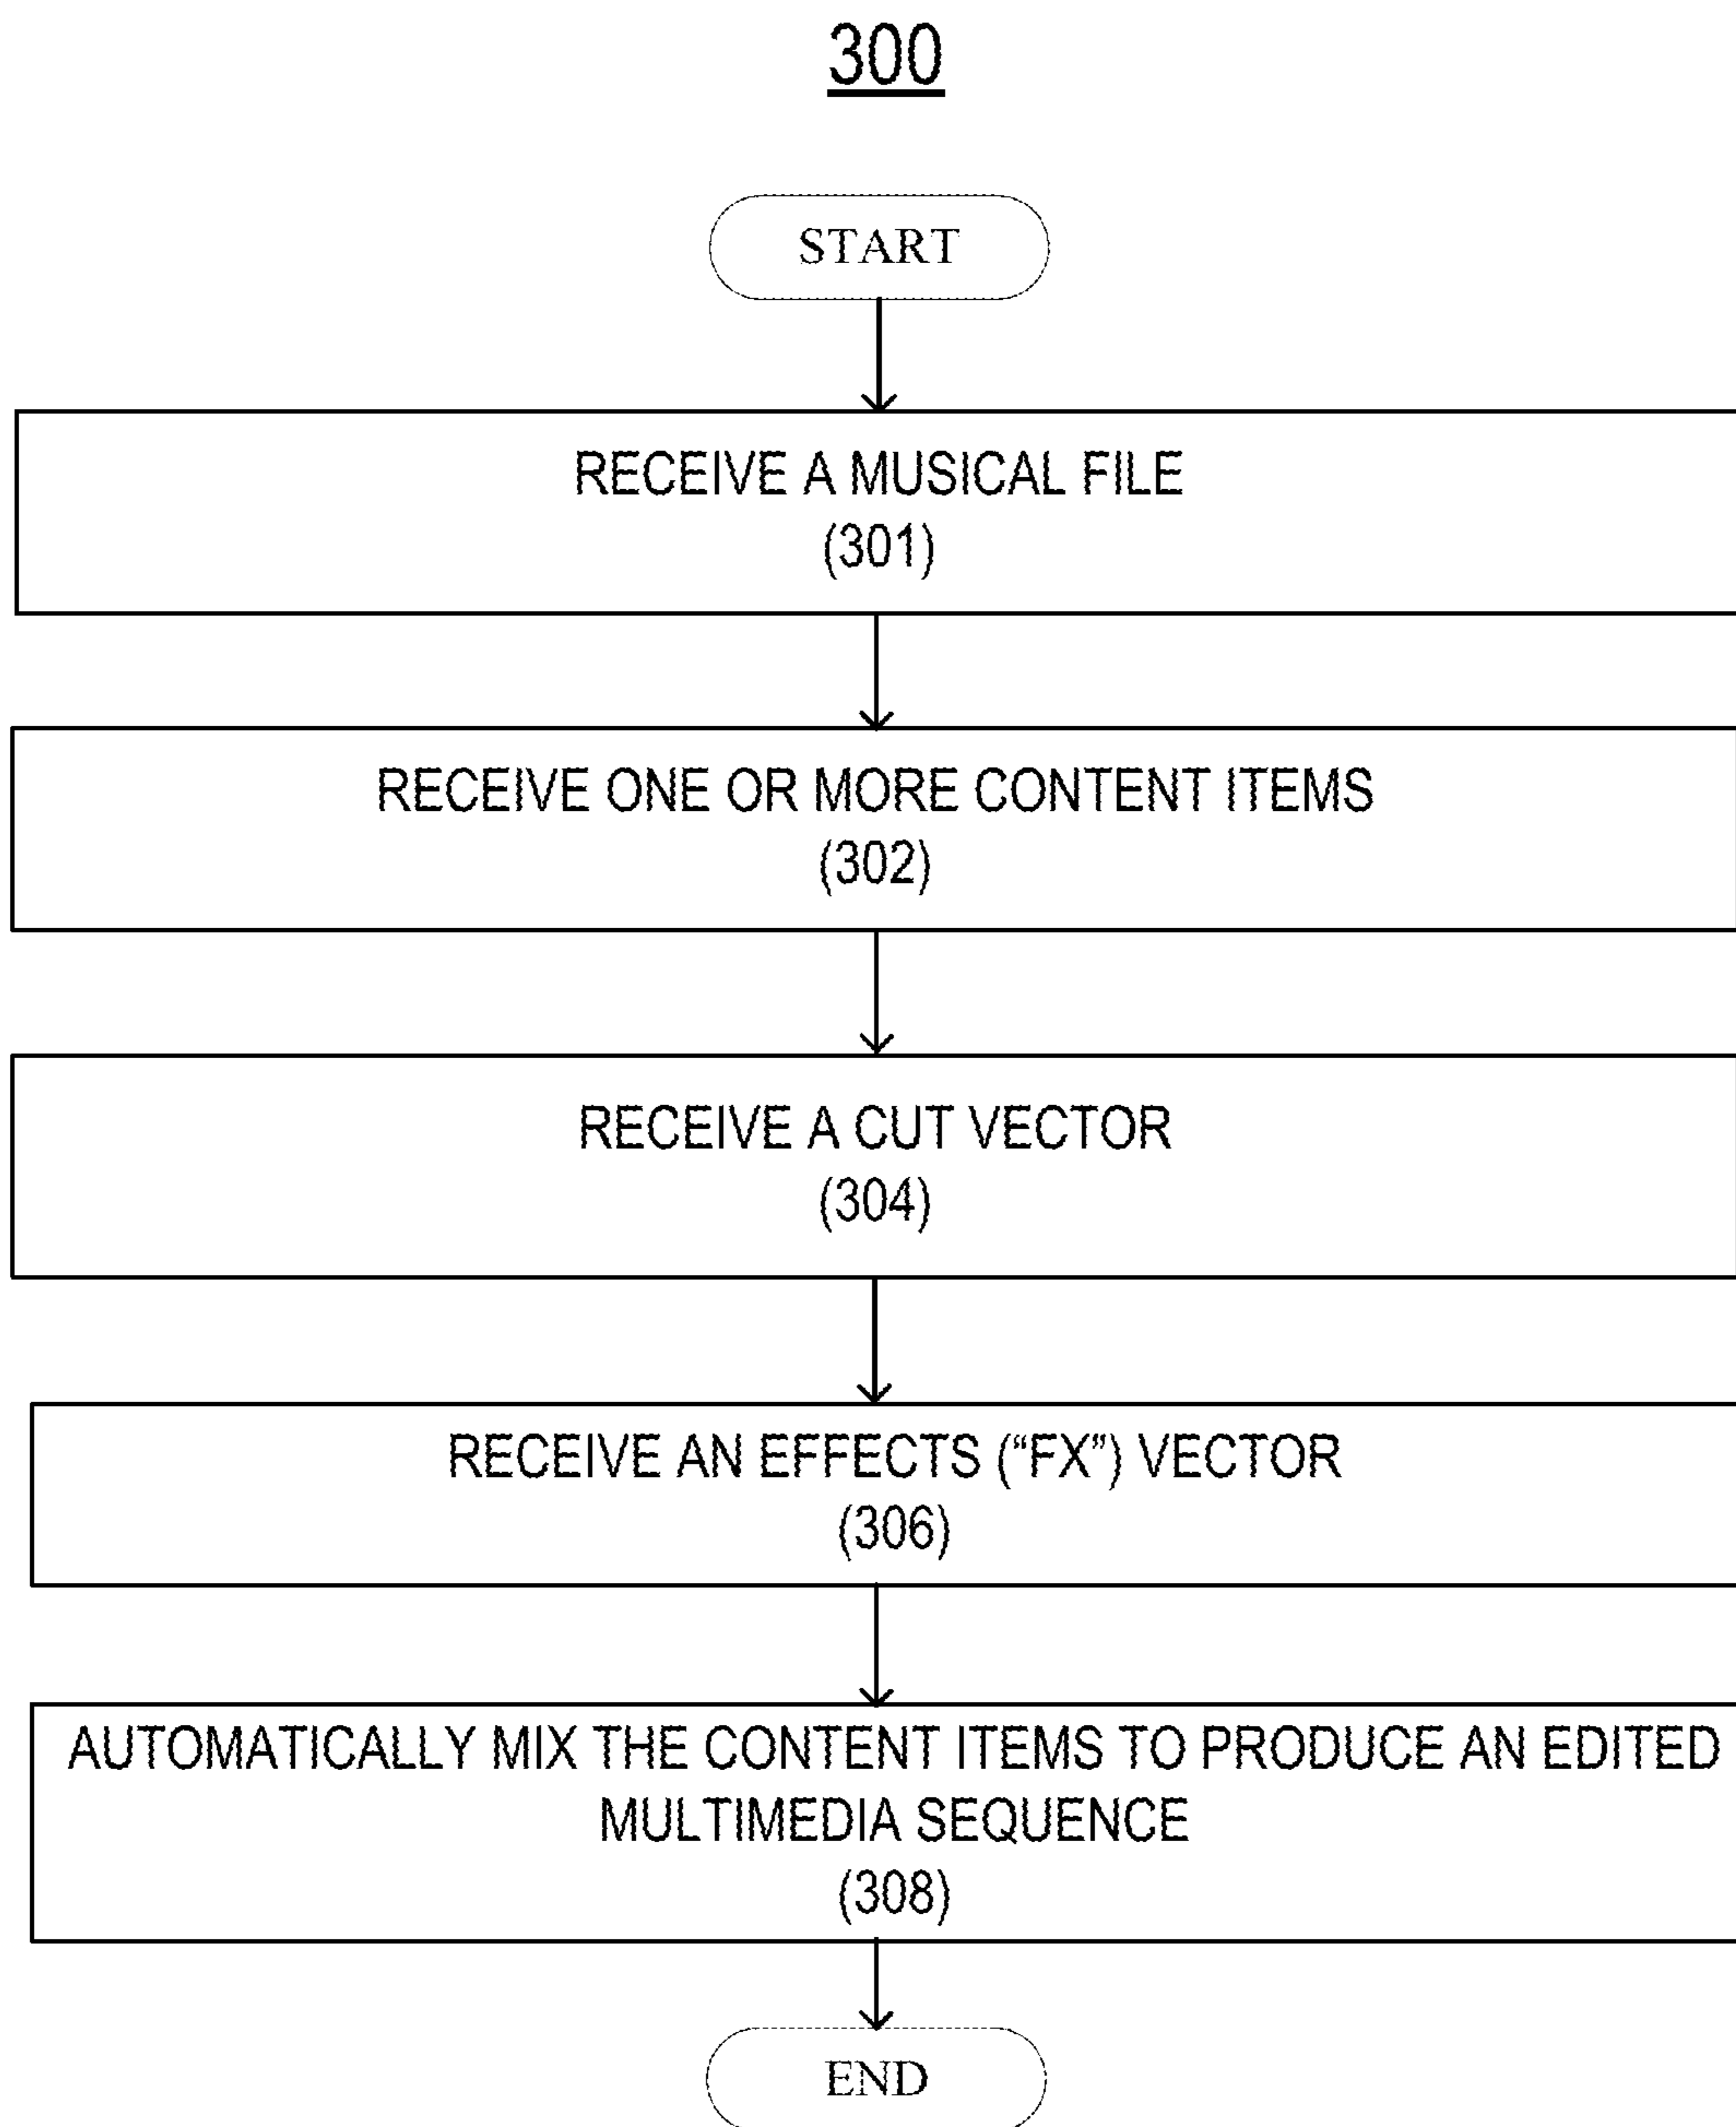 300
START
RECEIVE A MUSICAL FILE
(301)
RECEIVE ONE OR MORE CONTENT ITEMS
(302)
RECEIVE A CUT VECTOR
(304)
RECEIVE AN EFFECTS (“FX”) VECTOR
(306)
AUTOMATICALLY MIX THE CONTENT ITEMS TO PRODUCE AN EDITED
MULTIMEDIA SEQUENCE
(308)
END